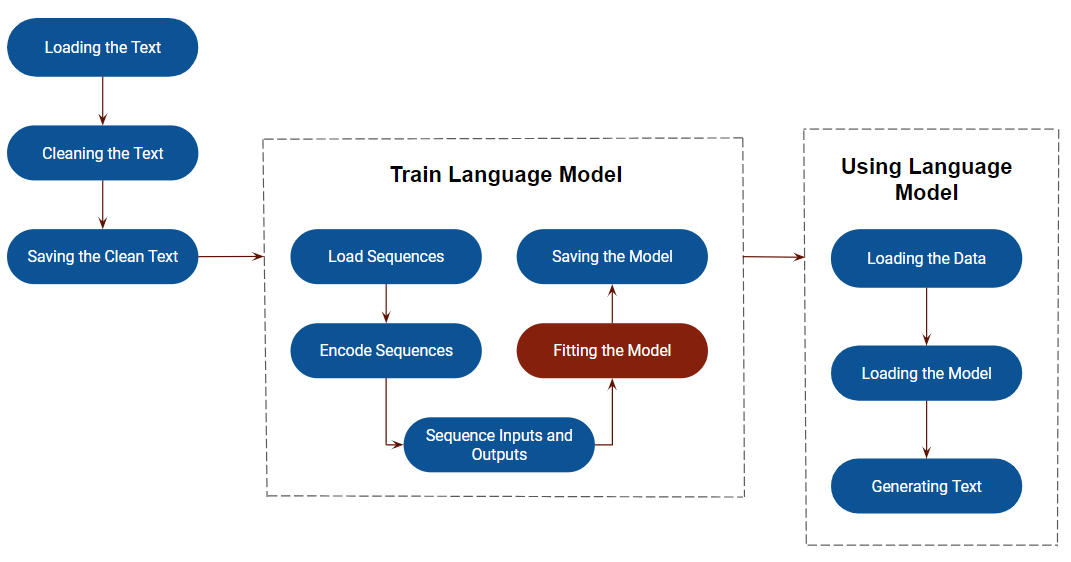 Loading the Text
Cleaning the Text
Saving the Clean Text
Train Language Model
Load Sequences
Encode Sequences
Sequence Inputs and
Outputs
Fitting the Model
Saving the Model
Using Language
Model
Loading the Data
Loading the Model
Generating Text